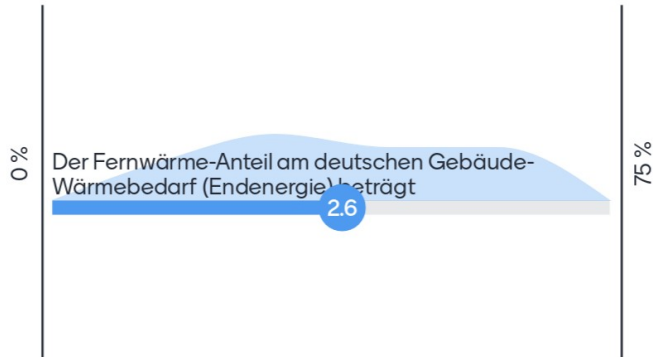 0 %
Der Fernwärme-Anteil am deutschen Gebäude-
Wärmebedarf (Endenergie) beträgt
2.6
75 %